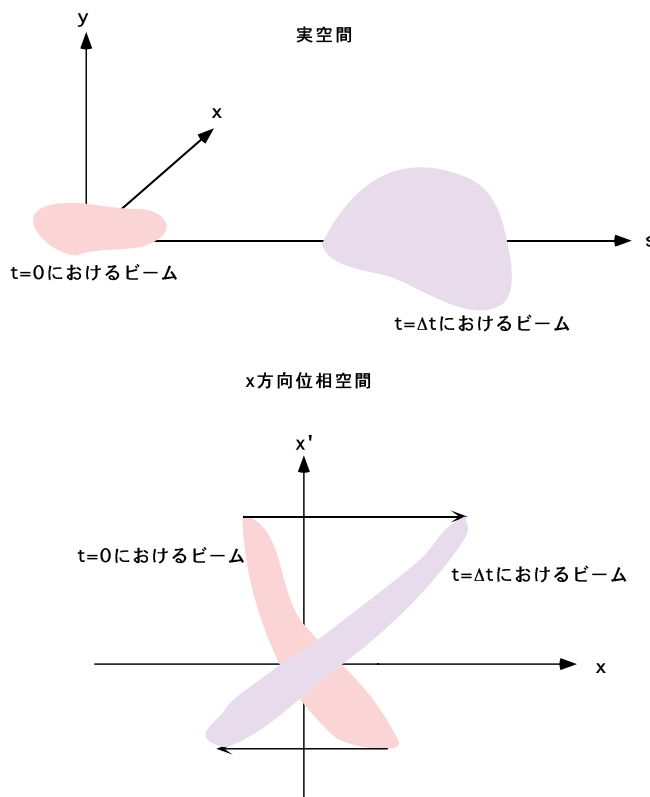 y
実空間
x
s
t=0におけるビーム
t=Δtにおけるビーム
x方向位相空間
x'
t=0におけるビーム
t=Δtにおけるビーム
x